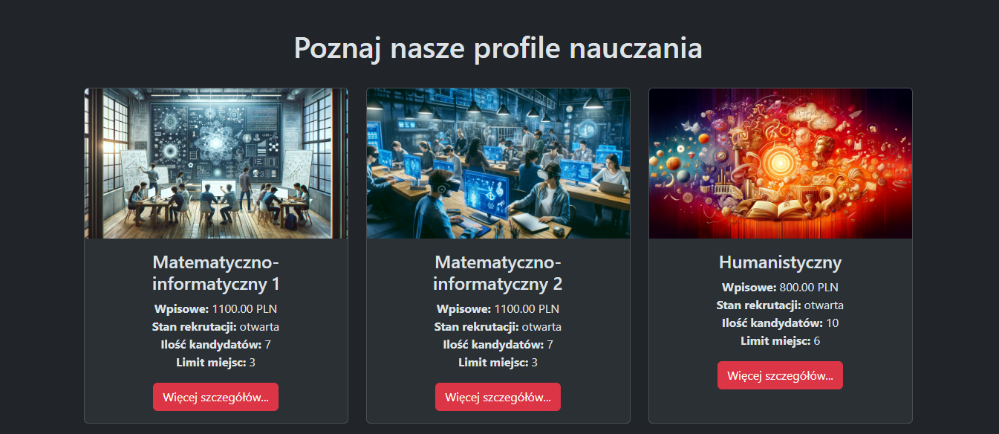 Poznaj nasze profile nauczania
Matematyczno-
informatyczny 1
Wpisowe: 1100.00 PLN
Stan rekrutacji: otwarta
Ilość kandydatów: 7
Limit miejsc: 3
Więcej szczegółów...
Matematyczno-
informatyczny 2
Wpisowe: 1100.00 PLN
Stan rekrutacji: otwarta
Ilość kandydatów: 7
Limit miejsc: 3
Więcej szczegółów...
Humanistyczny
Wpisowe: 800.00 PLN
Stan rekrutacji: otwarta
Ilość kandydatów: 10
Limit miejsc: 6
Więcej szczegółów...